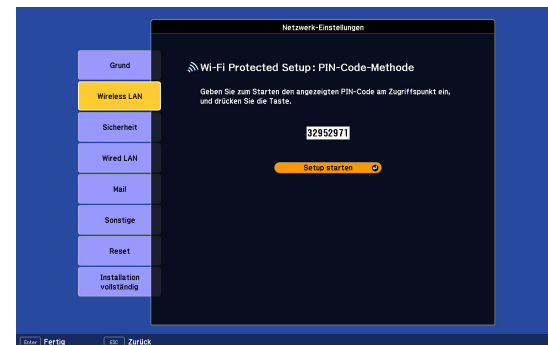 Netzwerk-Einstellungen
Grund
Wireless LAN
Sicherheit
Wired LAN
Mail
Sonstige
Reset
Installation
vollständig
Wi-Fi Protected Setup: PIN-Code-Methode
Geben Sie zum Starten den angezeigten PIN-Code am Zugriffspunkt ein,
und drücken Sie die Taste.
32952971
Setup starten
Enter Fertig ESC Zurück